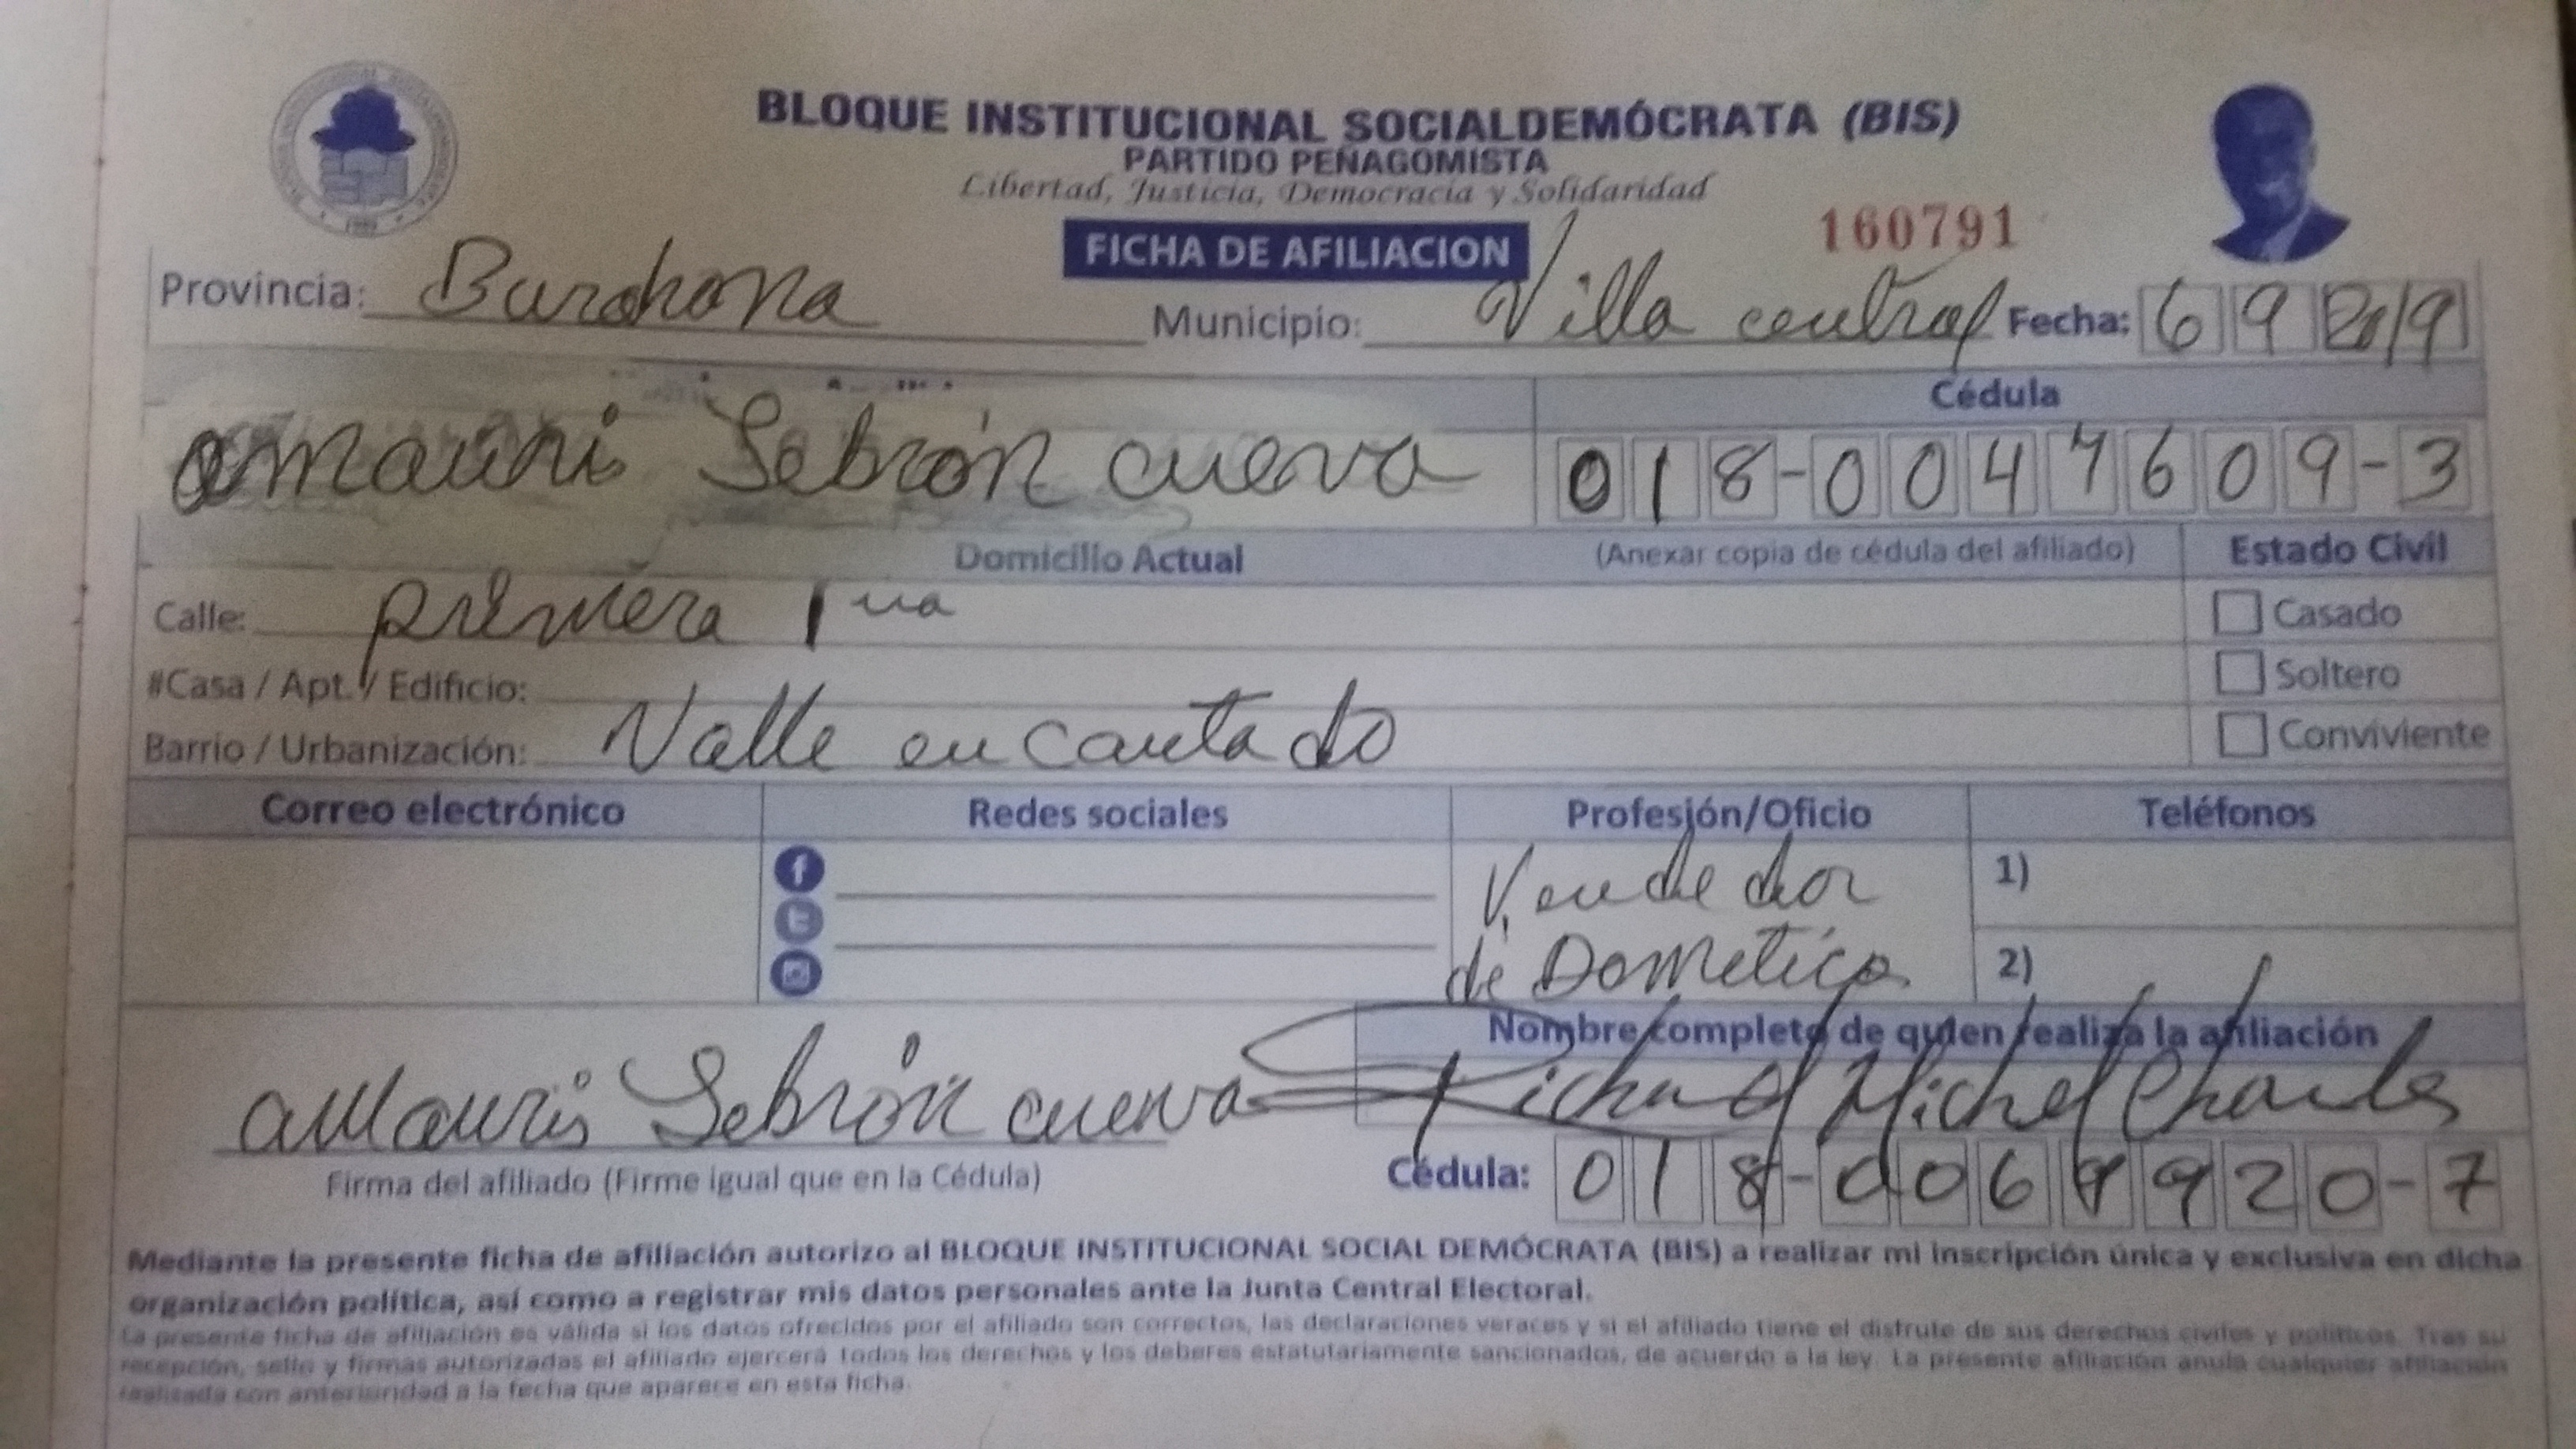 BLOQUE INSTITUCIONAL SOCIALDEMÓCRATA (BIS)
PARTIDO PEÑAGOMISTA
Libertad, Justicia, Democracia y Solidaridad
FICHA DE AFILIACION
160791
Provincia: Barahona
Municipio: Villa central
Fecha: 6 9 2019
Cédula
amauri Sebrón cueva
018-0047609-3
Domicilio Actual
(Anexar copia de cédula del afiliado)
Estado Civil
Calle: primera 1 ra
Casado
#Casa / Apt. / Edificio:
Soltero
Barrio / Urbanización: Valle encantado
Conviviente
Correo electrónico
Redes sociales
Profesión/Oficio
Teléfonos
Vendedor
de Dometico
1)
2)
Nombre completo de quien realiza la afiliación
Richard Michel Charles
aMauris Sebrón cueva
Firma del afiliado (Firme igual que en la Cédula)
Cédula: 018-006 9920-7
Mediante la presente ficha de afiliación autorizo al BLOQUE INSTITUCIONAL SOCIAL DEMÓCRATA (BIS) a realizar mi inscripción única y exclusiva en dicha
organización política, así como a registrar mis datos personales ante la Junta Central Electoral.
La presente ficha de afiliación es válida si los datos ofrecidos por el afiliado son correctos, las declaraciones veraces y si el afiliado tiene el disfrute de sus derechos civiles y políticos. Tras su
recepción, sello y firmas autorizadas el afiliado ejercerá todos los derechos y los deberes estatutariamente sancionados, de acuerdo a la ley. La presente afiliación anula cualquier afiliación
realizada con anterioridad a la fecha que aparece en esta ficha.